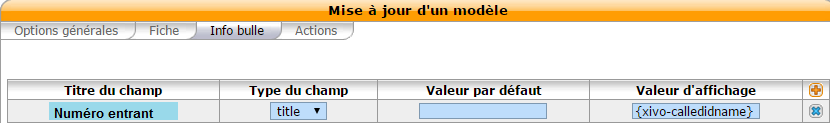 Mise à jour d'un modèle
Options générales Fiche Info bulle Actions
Titre du champ Type du champ Valeur par défaut Valeur d'affichage
Numéro entrant title {xivo-calledidname}